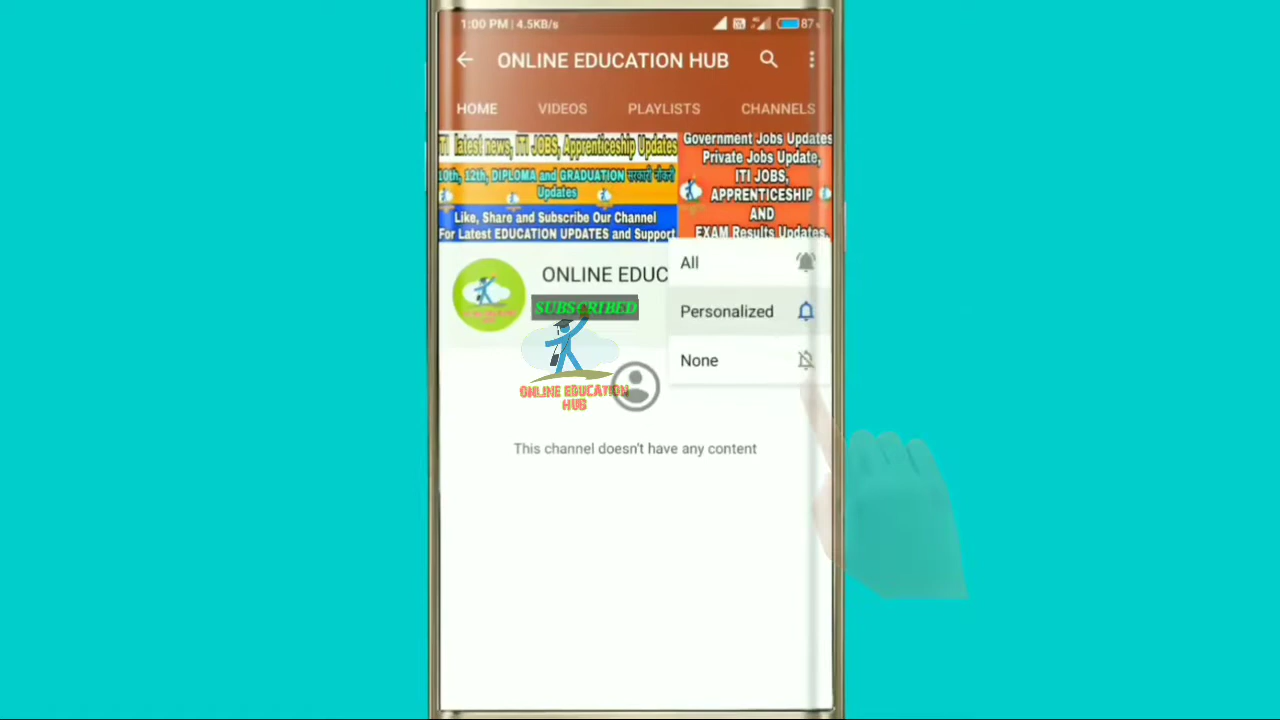 1:00 PM | 4.5KB/s
87
ONLINE EDUCATION HUB
HOME VIDEOS PLAYLISTS CHANNELS
latest news, ITI JOBS, Apprenticeship Updates
10th, 12th, DIPLOMA and GRADUATION सरकारी नौकरी
Updates
Like, Share and Subscribe Our Channel
For Latest EDUCATION UPDATES and Support
Government Jobs Updates
Private Jobs Update,
ITI JOBS,
APPRENTICESHIP
AND
EXAM Results Updates,
ONLINE EDUC
SUBSCRIBED
All
Personalized
None
ONLINE EDUCATION
HUB
This channel doesn't have any content